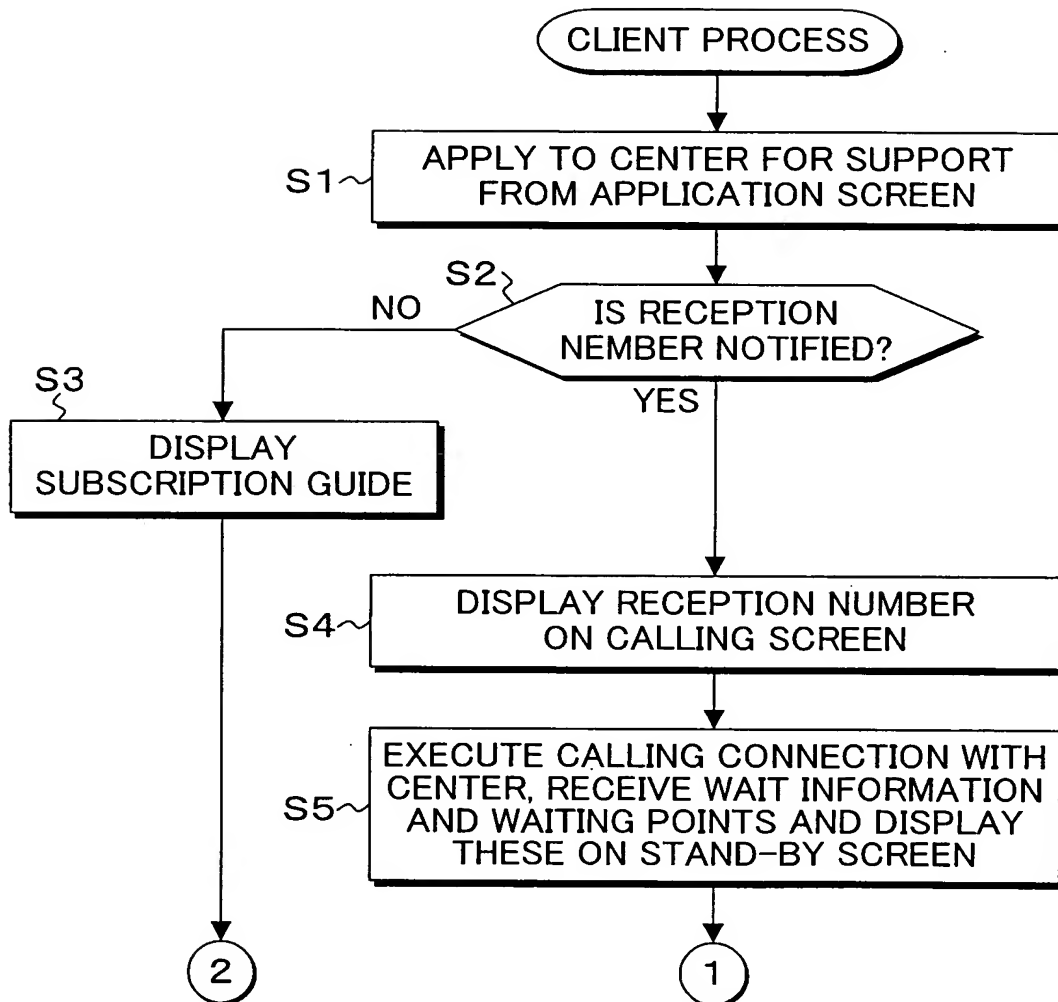 CLIENT PROCESS
S1
APPLY TO CENTER FOR SUPPORT
FROM APPLICATION SCREEN
S2
NO
IS RECEPTION
NEMBER NOTIFIED?
YES
S3
DISPLAY
SUBSCRIPTION GUIDE
S4
DISPLAY RECEPTION NUMBER
ON CALLING SCREEN
S5
EXECUTE CALLING CONNECTION WITH
CENTER, RECEIVE WAIT INFORMATION
AND WAITING POINTS AND DISPLAY
THESE ON STAND-BY SCREEN
2
1